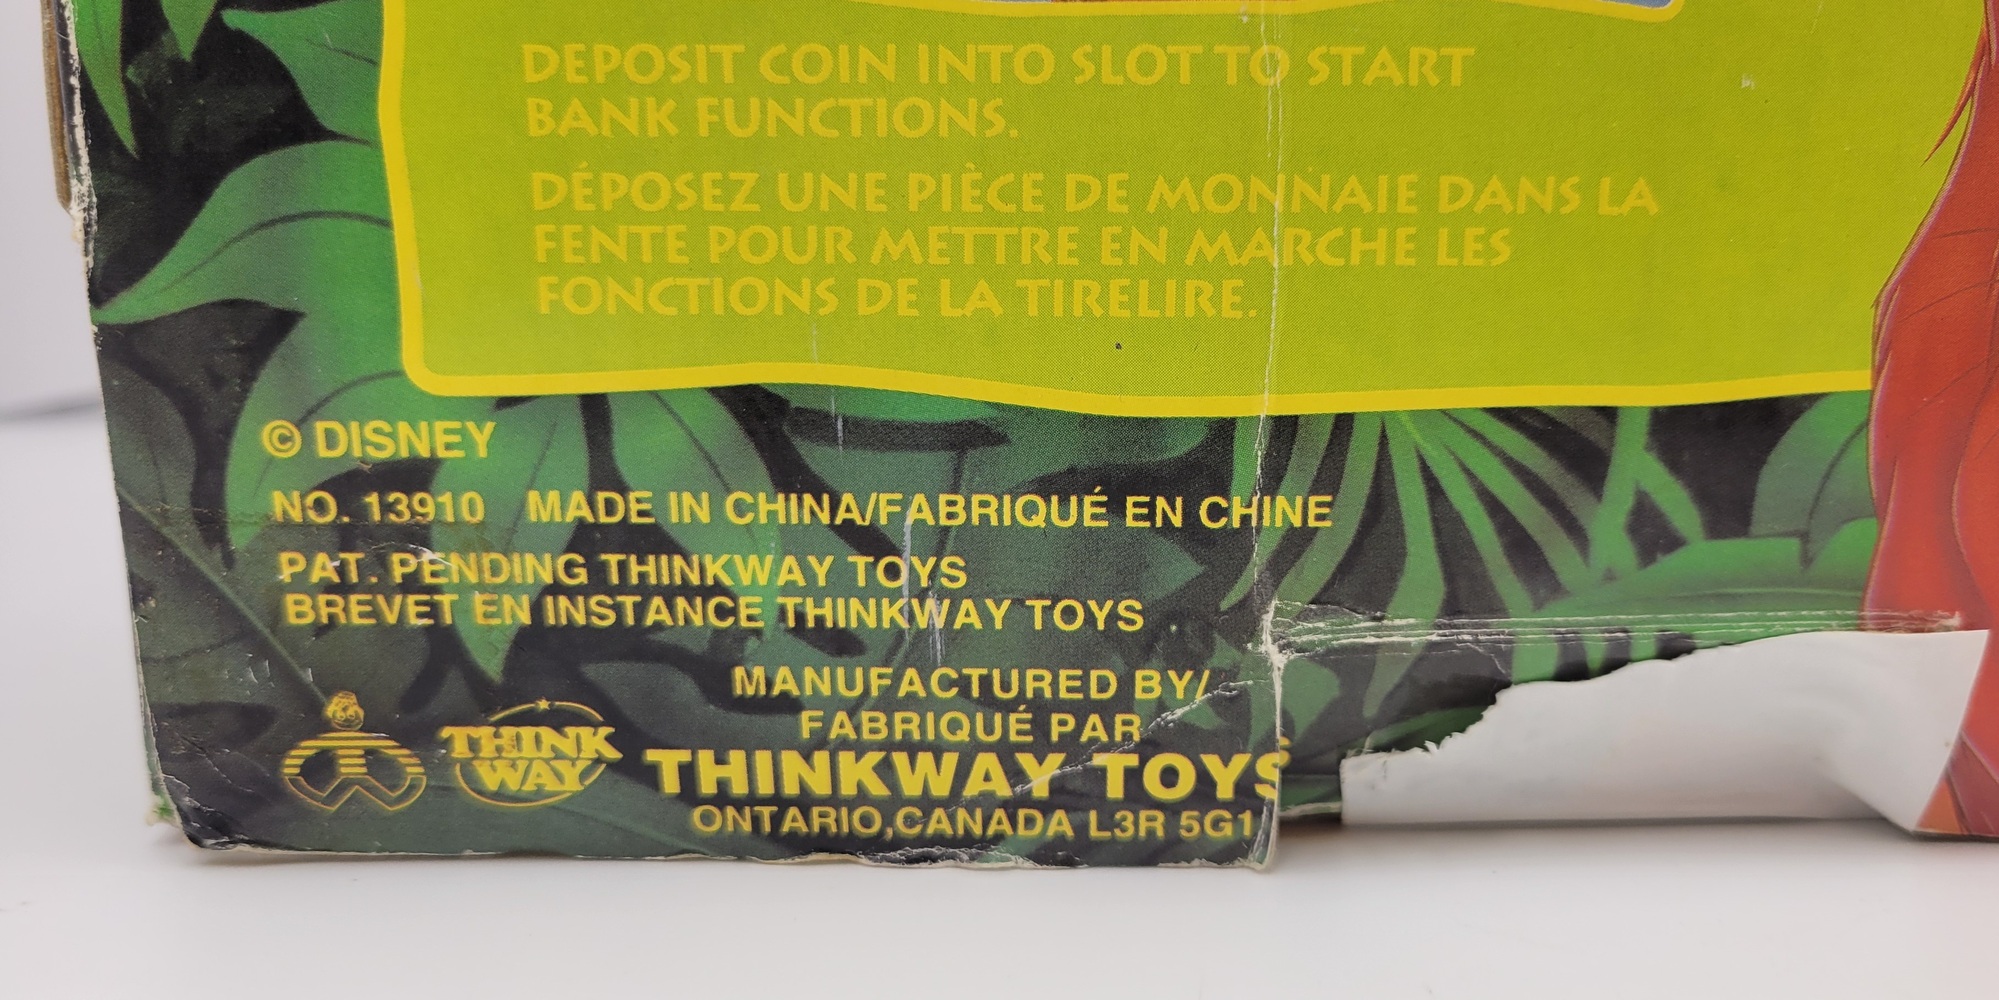 DEPOSIT COIN INTO SLOT TO START
BANK FUNCTIONS.
DÉPOSEZ UNE PIÈCE DE MONNAIE DANS LA
FENTE POUR METTRE EN MARCHE LES
FONCTIONS DE LA TIRELIRE.
© DISNEY
NO. 13910 MADE IN CHINA/FABRIQUÉ EN CHINE
PAT. PENDING THINKWAY TOYS
BREVET EN INSTANCE THINKWAY TOYS
MANUFACTURED BY/
FABRIQUÉ PAR
THINK
WAY
THINKWAY TOYS
ONTARIO,CANADA L3R 5G1